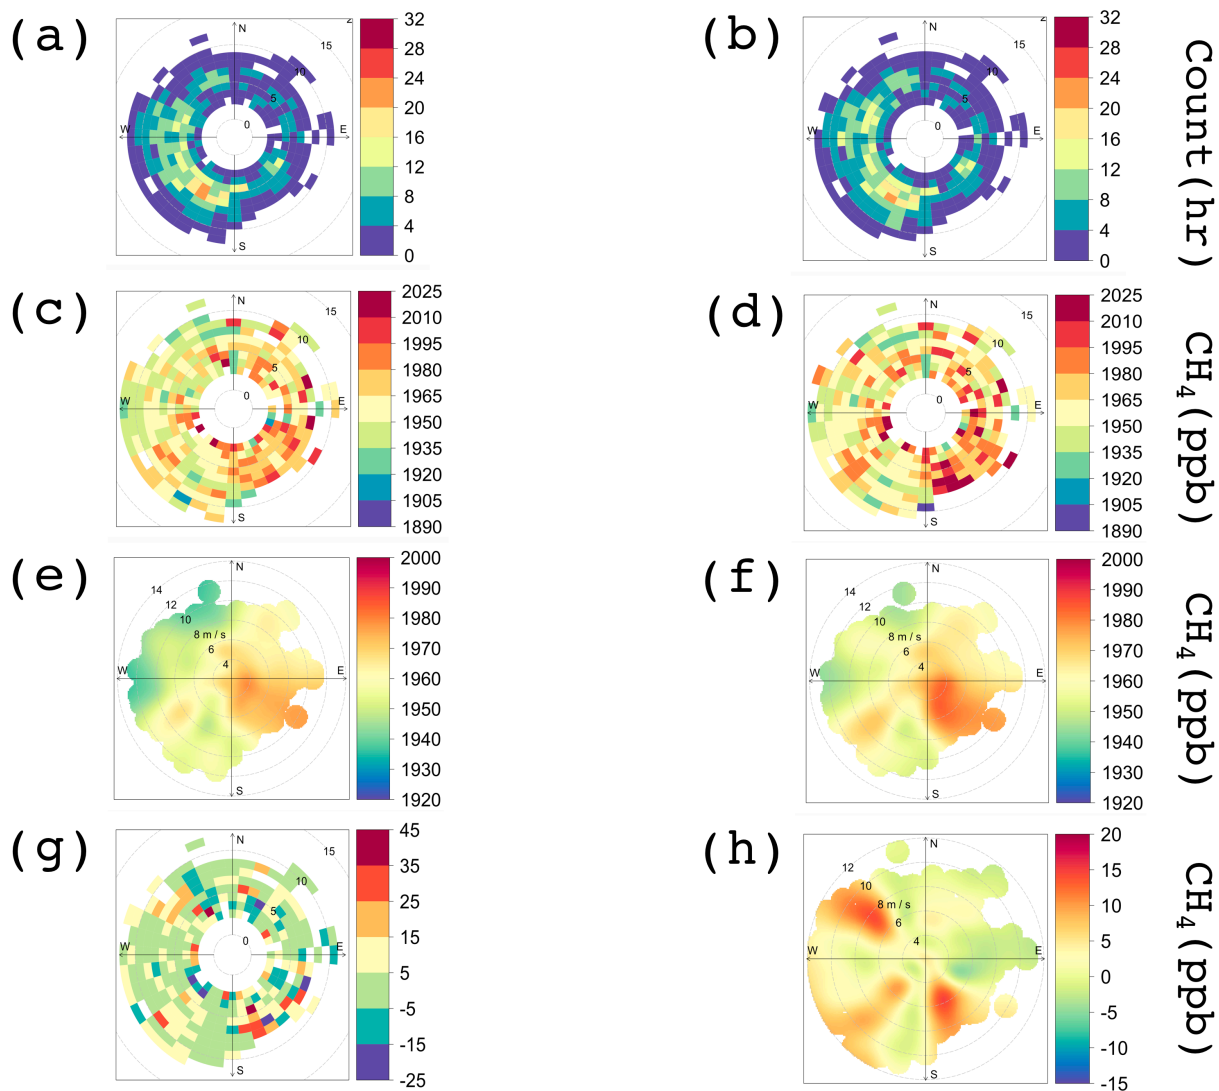 (a)
N
15
10
5
0
W
E
S
32
28
24
20
16
12
8
4
0
(b)
N
15
10
5
0
W
E
S
32
28
24
20
16
12
8
4
0
Count(hr)
(c)
N
15
10
5
0
W
E
S
2025
2010
1995
1980
1965
1950
1935
1920
1905
1890
(d)
N
15
10
5
0
W
E
S
2025
2010
1995
1980
1965
1950
1935
1920
1905
1890
CH₄(ppb)
(e)
N
14
12
10
8 m / s
6
4
W
E
S
2000
1990
1980
1970
1960
1950
1940
1930
1920
(f)
N
14
12
10
8 m / s
6
4
W
E
S
2000
1990
1980
1970
1960
1950
1940
1930
1920
CH₄(ppb)
(g)
N
15
10
5
0
W
E
S
45
35
25
15
5
-5
-15
-25
(h)
N
12
10
8 m / s
6
4
W
E
S
20
15
10
5
0
-5
-10
-15
CH₄(ppb)